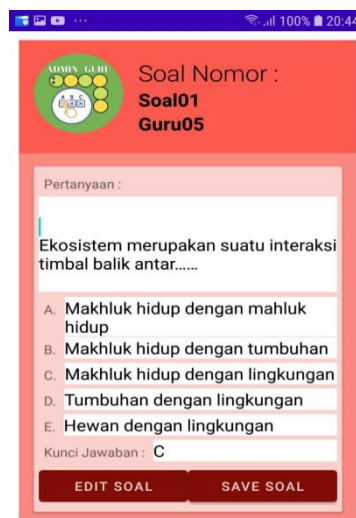 100% 20:44
ADMIN GURU
A B C
Soal Nomor :
Soal01
Guru05
Pertanyaan :
Ekosistem merupakan suatu interaksi
timbal balik antar......
A. Makhluk hidup dengan mahluk
hidup
B. Makhluk hidup dengan tumbuhan
C. Makhluk hidup dengan lingkungan
D. Tumbuhan dengan lingkungan
E. Hewan dengan lingkungan
Kunci Jawaban : C
EDIT SOAL SAVE SOAL